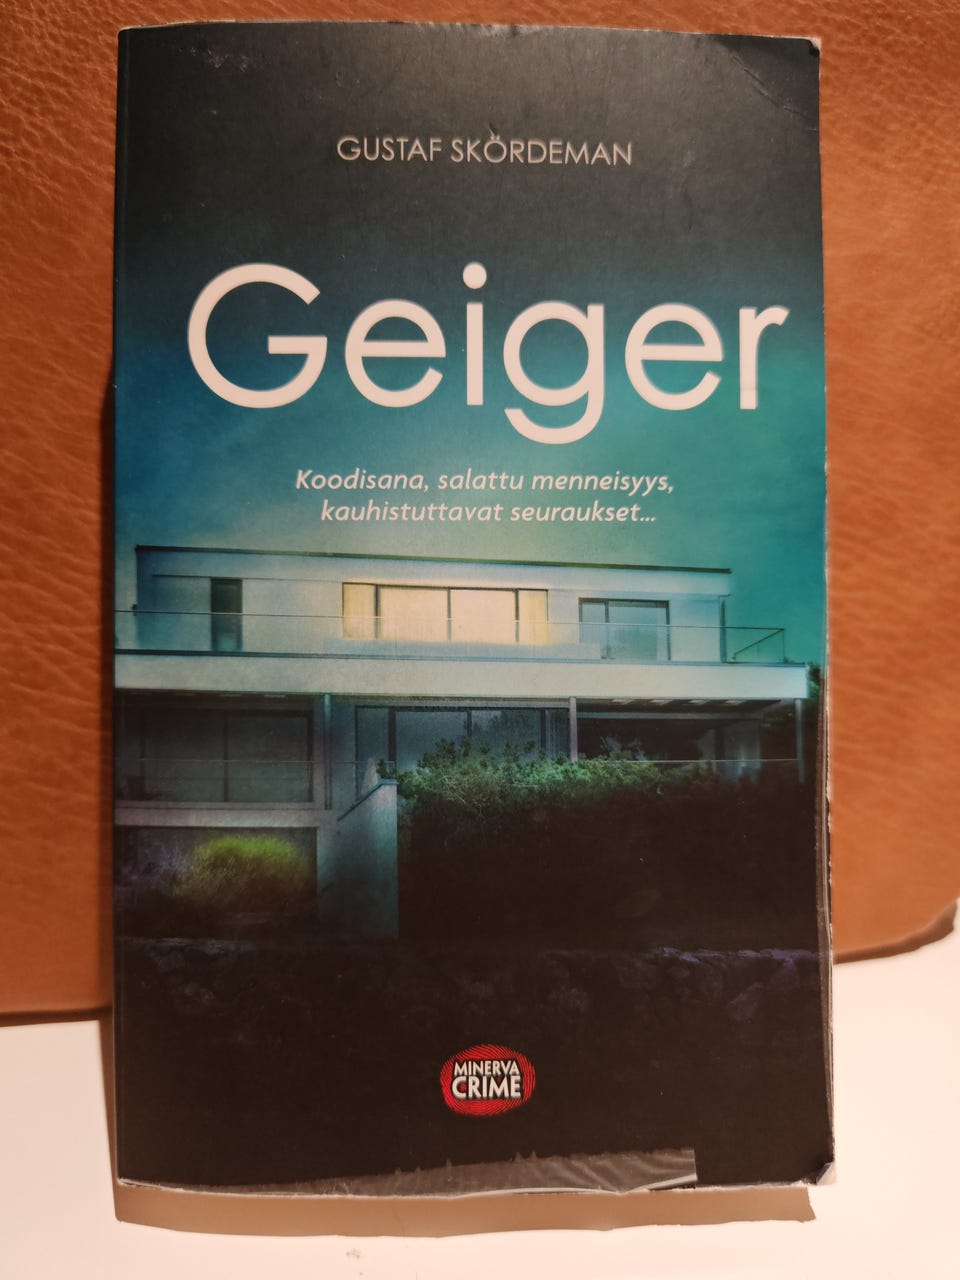 GUSTAF SKÖRDEMAN
Geiger
Koodisana, salattu menneisyys,
kauhistuttavat seuraukset...
MINERVA
CRIME